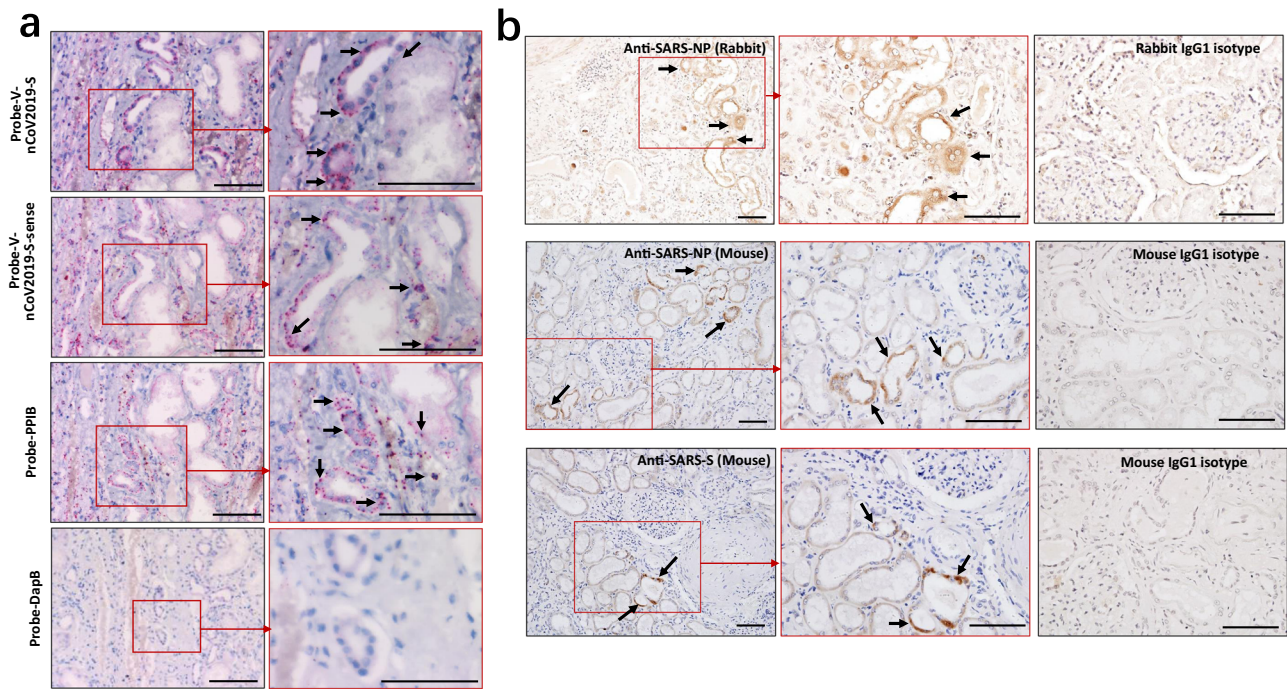 a
Probe-V-
nCoV2019-S
Probe-V-
nCoV2019-S-sense
Probe-PPIB
Probe-DapB
b
Anti-SARS-NP (Rabbit)
Rabbit IgG1 isotype
Anti-SARS-NP (Mouse)
Mouse IgG1 isotype
Anti-SARS-S (Mouse)
Mouse IgG1 isotype